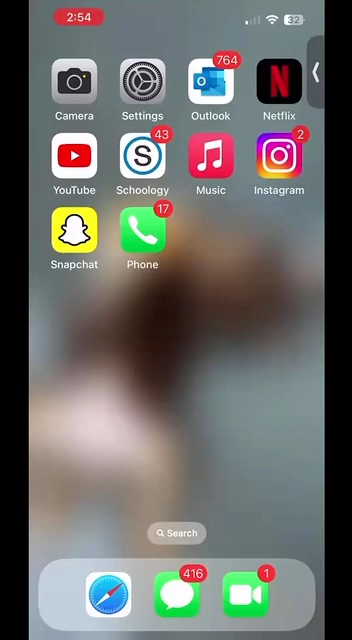 2:54
32
764
Camera
Settings
Outlook
Netflix
43
2
YouTube
Schoology
Music
Instagram
17
Snapchat
Phone
Search
416
1